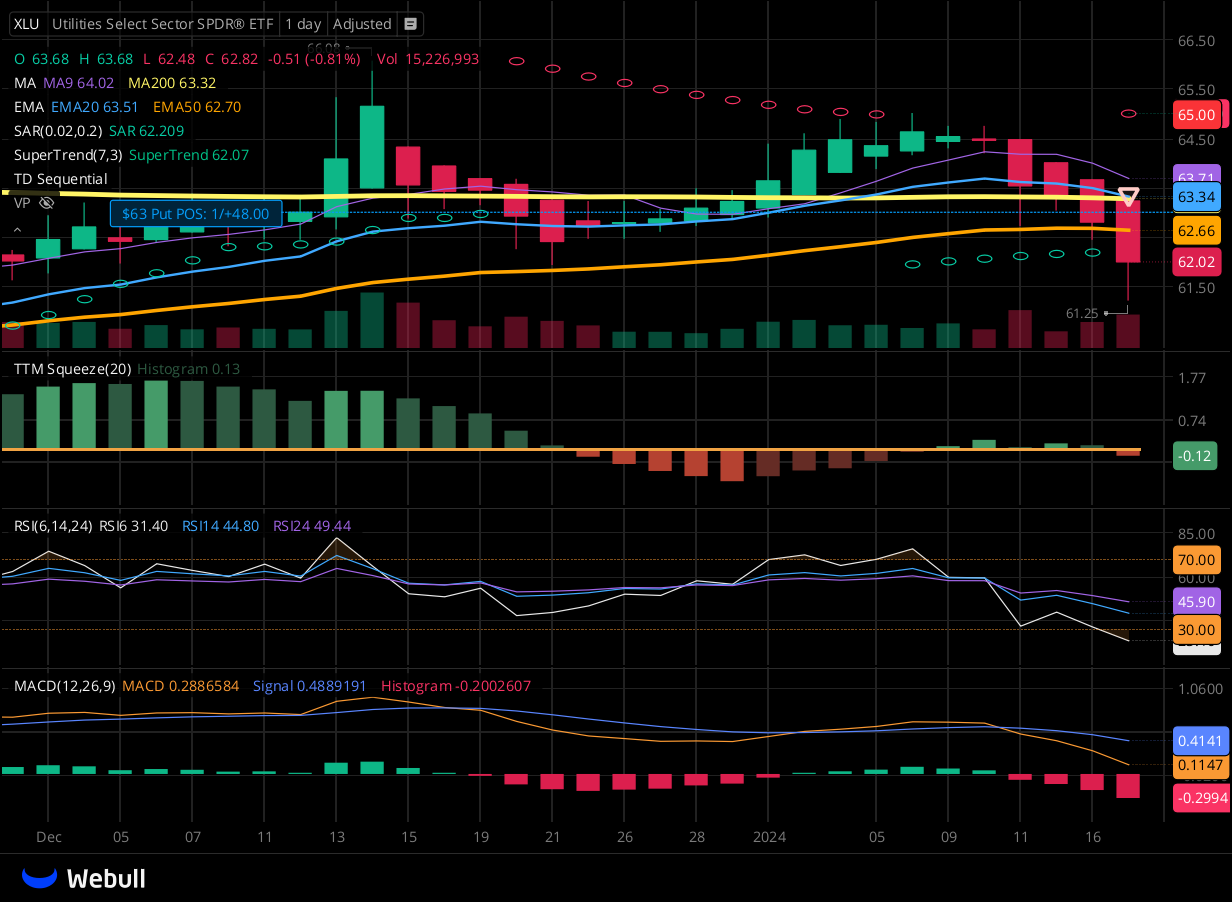 XLU Utilities Select Sector SPDR® ETF 1 day Adjusted
66.50
O 63.68 H 63.68 L 62.48 C 62.82 -0.51 (-0.81%) Vol 15,226,993
MA MA9 64.02 MA200 63.32
65.50
EMA EMA20 63.51 EMA50 62.70
65.00
SAR(0.02,0.2) SAR 62.209
64.50
SuperTrend(7,3) SuperTrend 62.07
TD Sequential
63.71
63.34
VP
$63 Put POS: 1/+48.00
62.66
62.02
61.50
61.25
TTM Squeeze(20) Histogram 0.13
1.77
0.74
-0.12
RSI(6,14,24) RSI6 31.40 RSI14 44.80 RSI24 49.44
85.00
70.00
60.00
45.90
30.00
MACD(12,26,9) MACD 0.2886584 Signal 0.4889191 Histogram -0.2002607
1.0600
0.4141
0.1147
-0.2994
Dec 05 07 11 13 15 19 21 26 28 2024 05 09 11 16
Webull